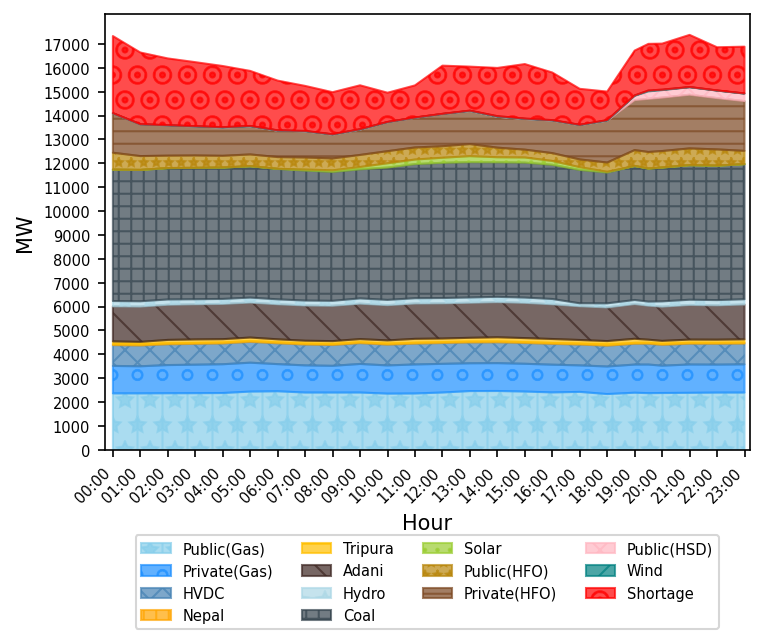 17000
16000
15000
14000
13000
12000
11000
10000
9000
8000
7000
6000
5000
4000
3000
2000
1000
0
MW
00:00 01:00 02:00 03:00 04:00 05:00 06:00 07:00 08:00 09:00 10:00 11:00 12:00 13:00 14:00 15:00 16:00 17:00 18:00 19:00 20:00 21:00 22:00 23:00
Hour
Public(Gas) Tripura Solar Public(HSD)
Private(Gas) Adani Public(HFO) Wind
HVDC Hydro Private(HFO) Shortage
Nepal Coal